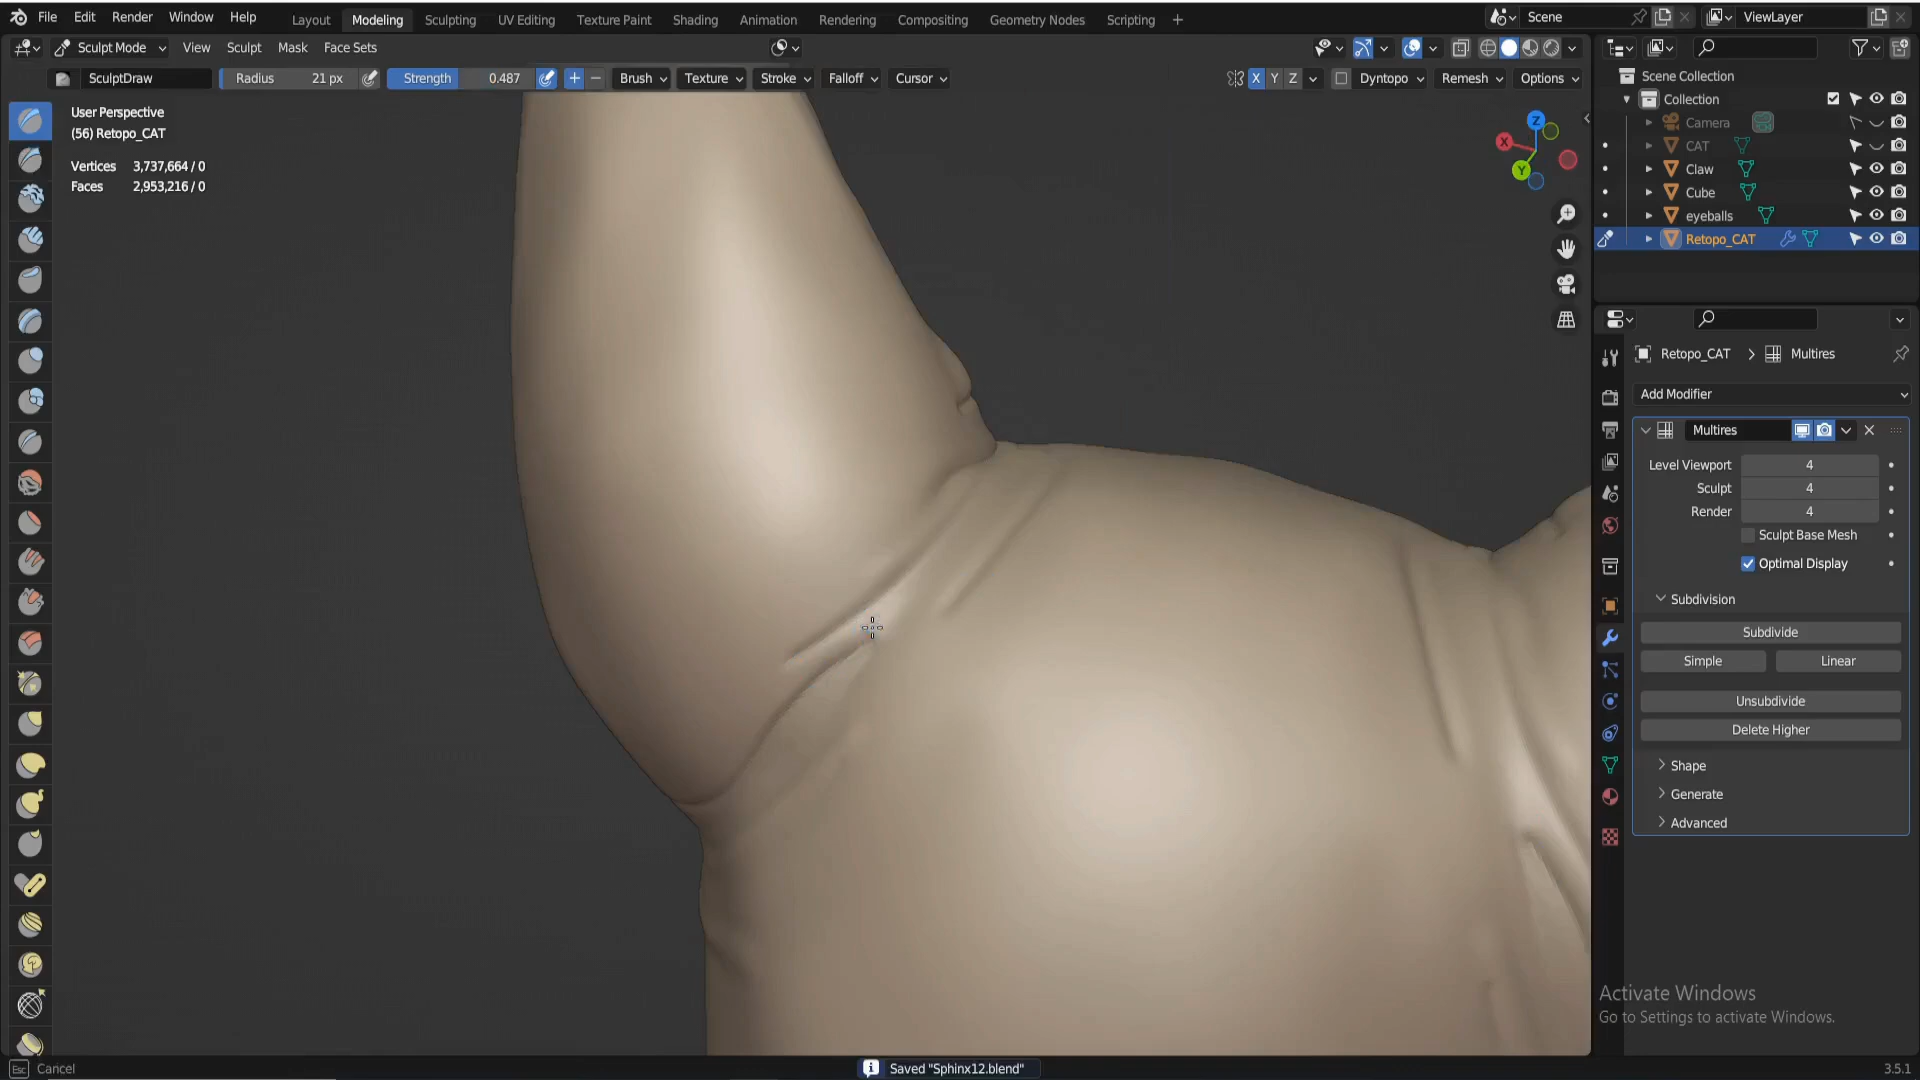 File Edit Render Window Help Layout Modeling Sculpting UV Editing Texture Paint Shading Animation Rendering Compositing Geometry Nodes Scripting + Scene ViewLayer
Sculpt Mode View Sculpt Mask Face Sets
SculptDraw Radius 21 px Strength 0.487 Brush Texture Stroke Falloff Cursor X Y Z Dyntopo Remesh Options
User Perspective
(56) Retopo_CAT
Vertices 3,737,664 / 0
Faces 2,953,216 / 0
Z
X
Y
Scene Collection
Collection
Camera
CAT
Claw
Cube
eyeballs
Retopo_CAT
Retopo_CAT Multires
Add Modifier
Multires
Level Viewport 4
Sculpt 4
Render 4
Sculpt Base Mesh
Optimal Display
Subdivision
Subdivide
Simple Linear
Unsubdivide
Delete Higher
Shape
Generate
Advanced
Activate Windows
Go to Settings to activate Windows.
Esc Cancel Saved "Sphinx12.blend" 3.5.1